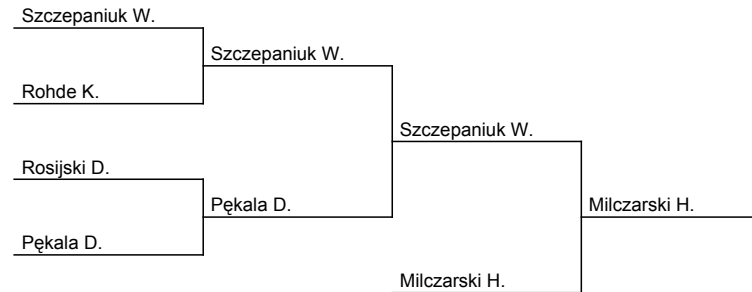 Szczepaniuk W.
Szczepaniuk W.
Rohde K.
Szczepaniuk W.
Rosijski D.
Pękala D.
Milczarski H.
Pękala D.
Milczarski H.